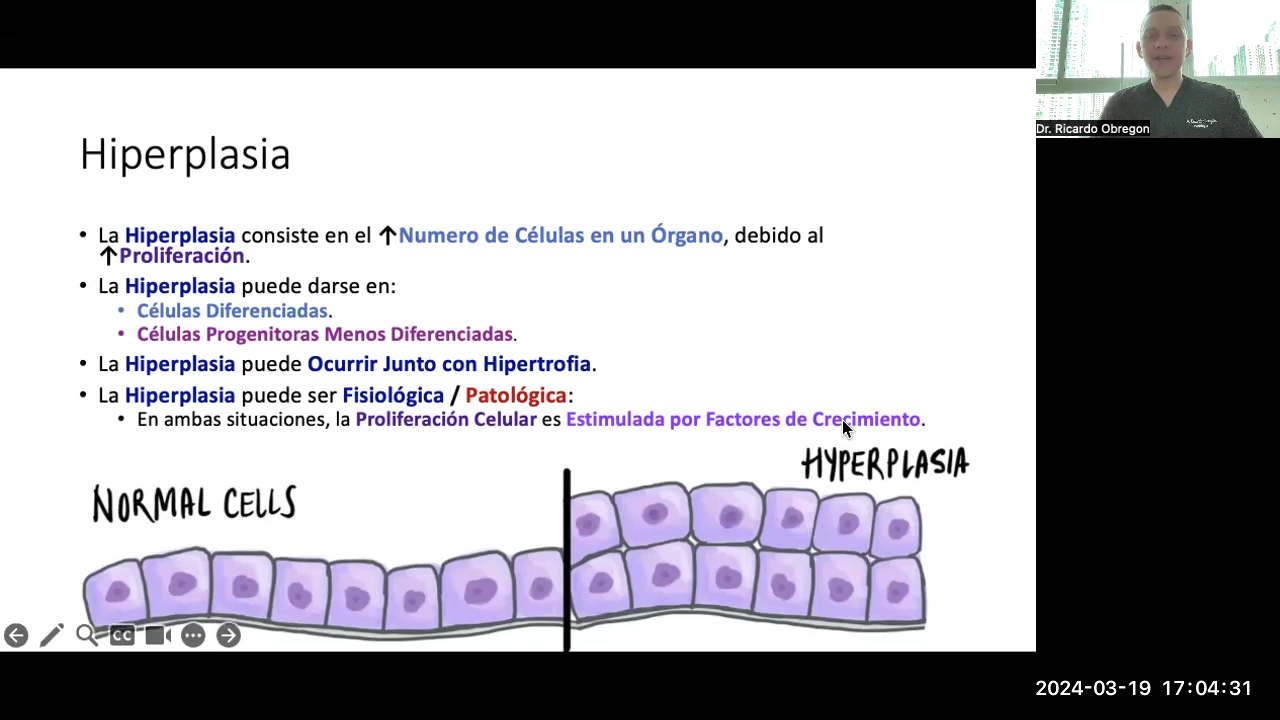 Hiperplasia
• La Hiperplasia consiste en el ↑Numero de Células en un Órgano, debido al
↑Proliferación.
• La Hiperplasia puede darse en:
• Células Diferenciadas.
• Células Progenitoras Menos Diferenciadas.
• La Hiperplasia puede Ocurrir Junto con Hipertrofia.
• La Hiperplasia puede ser Fisiológica / Patológica:
• En ambas situaciones, la Proliferación Celular es Estimulada por Factores de Crecimiento.
NORMAL CELLS
HYPERPLASIA
CC
Dr. Ricardo Obregon
2024-03-19 17:04:31